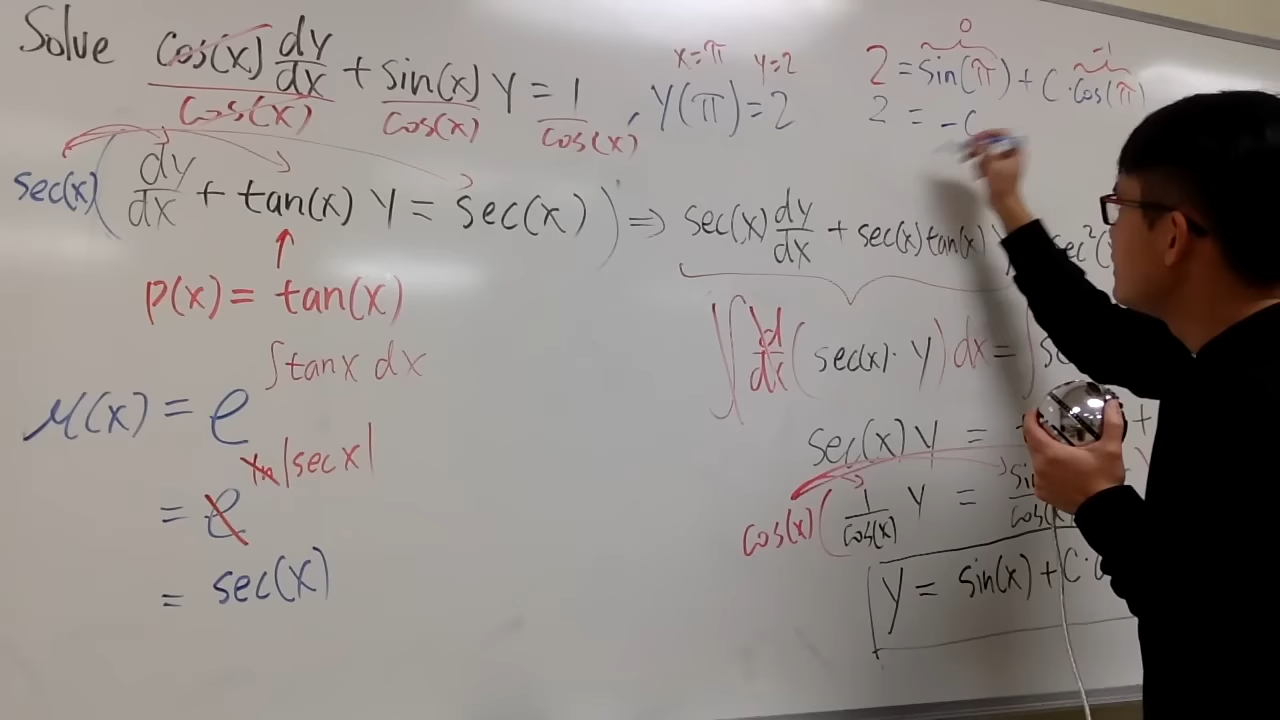 Solve cos(x) dy/dx + sin(x) y = 1, y(π)=2
cos(x) cos(x) cos(x)
x=π y=2
sec(x) ( dy/dx + tan(x) y = sec(x) ) ⇒ sec(x) dy/dx + sec(x)tan(x)
p(x) = tan(x)
μ(x) = e^∫tanx dx
= e^ln|sec x|
= sec(x)
0 -1
2 = sin(π) + C·cos(π)
2 = -C
∫ d/dx ( sec(x)· y ) dx = ∫
sec(x) y =
cos(x) ( 1/cos(x) y =
y = sin(x) + C·